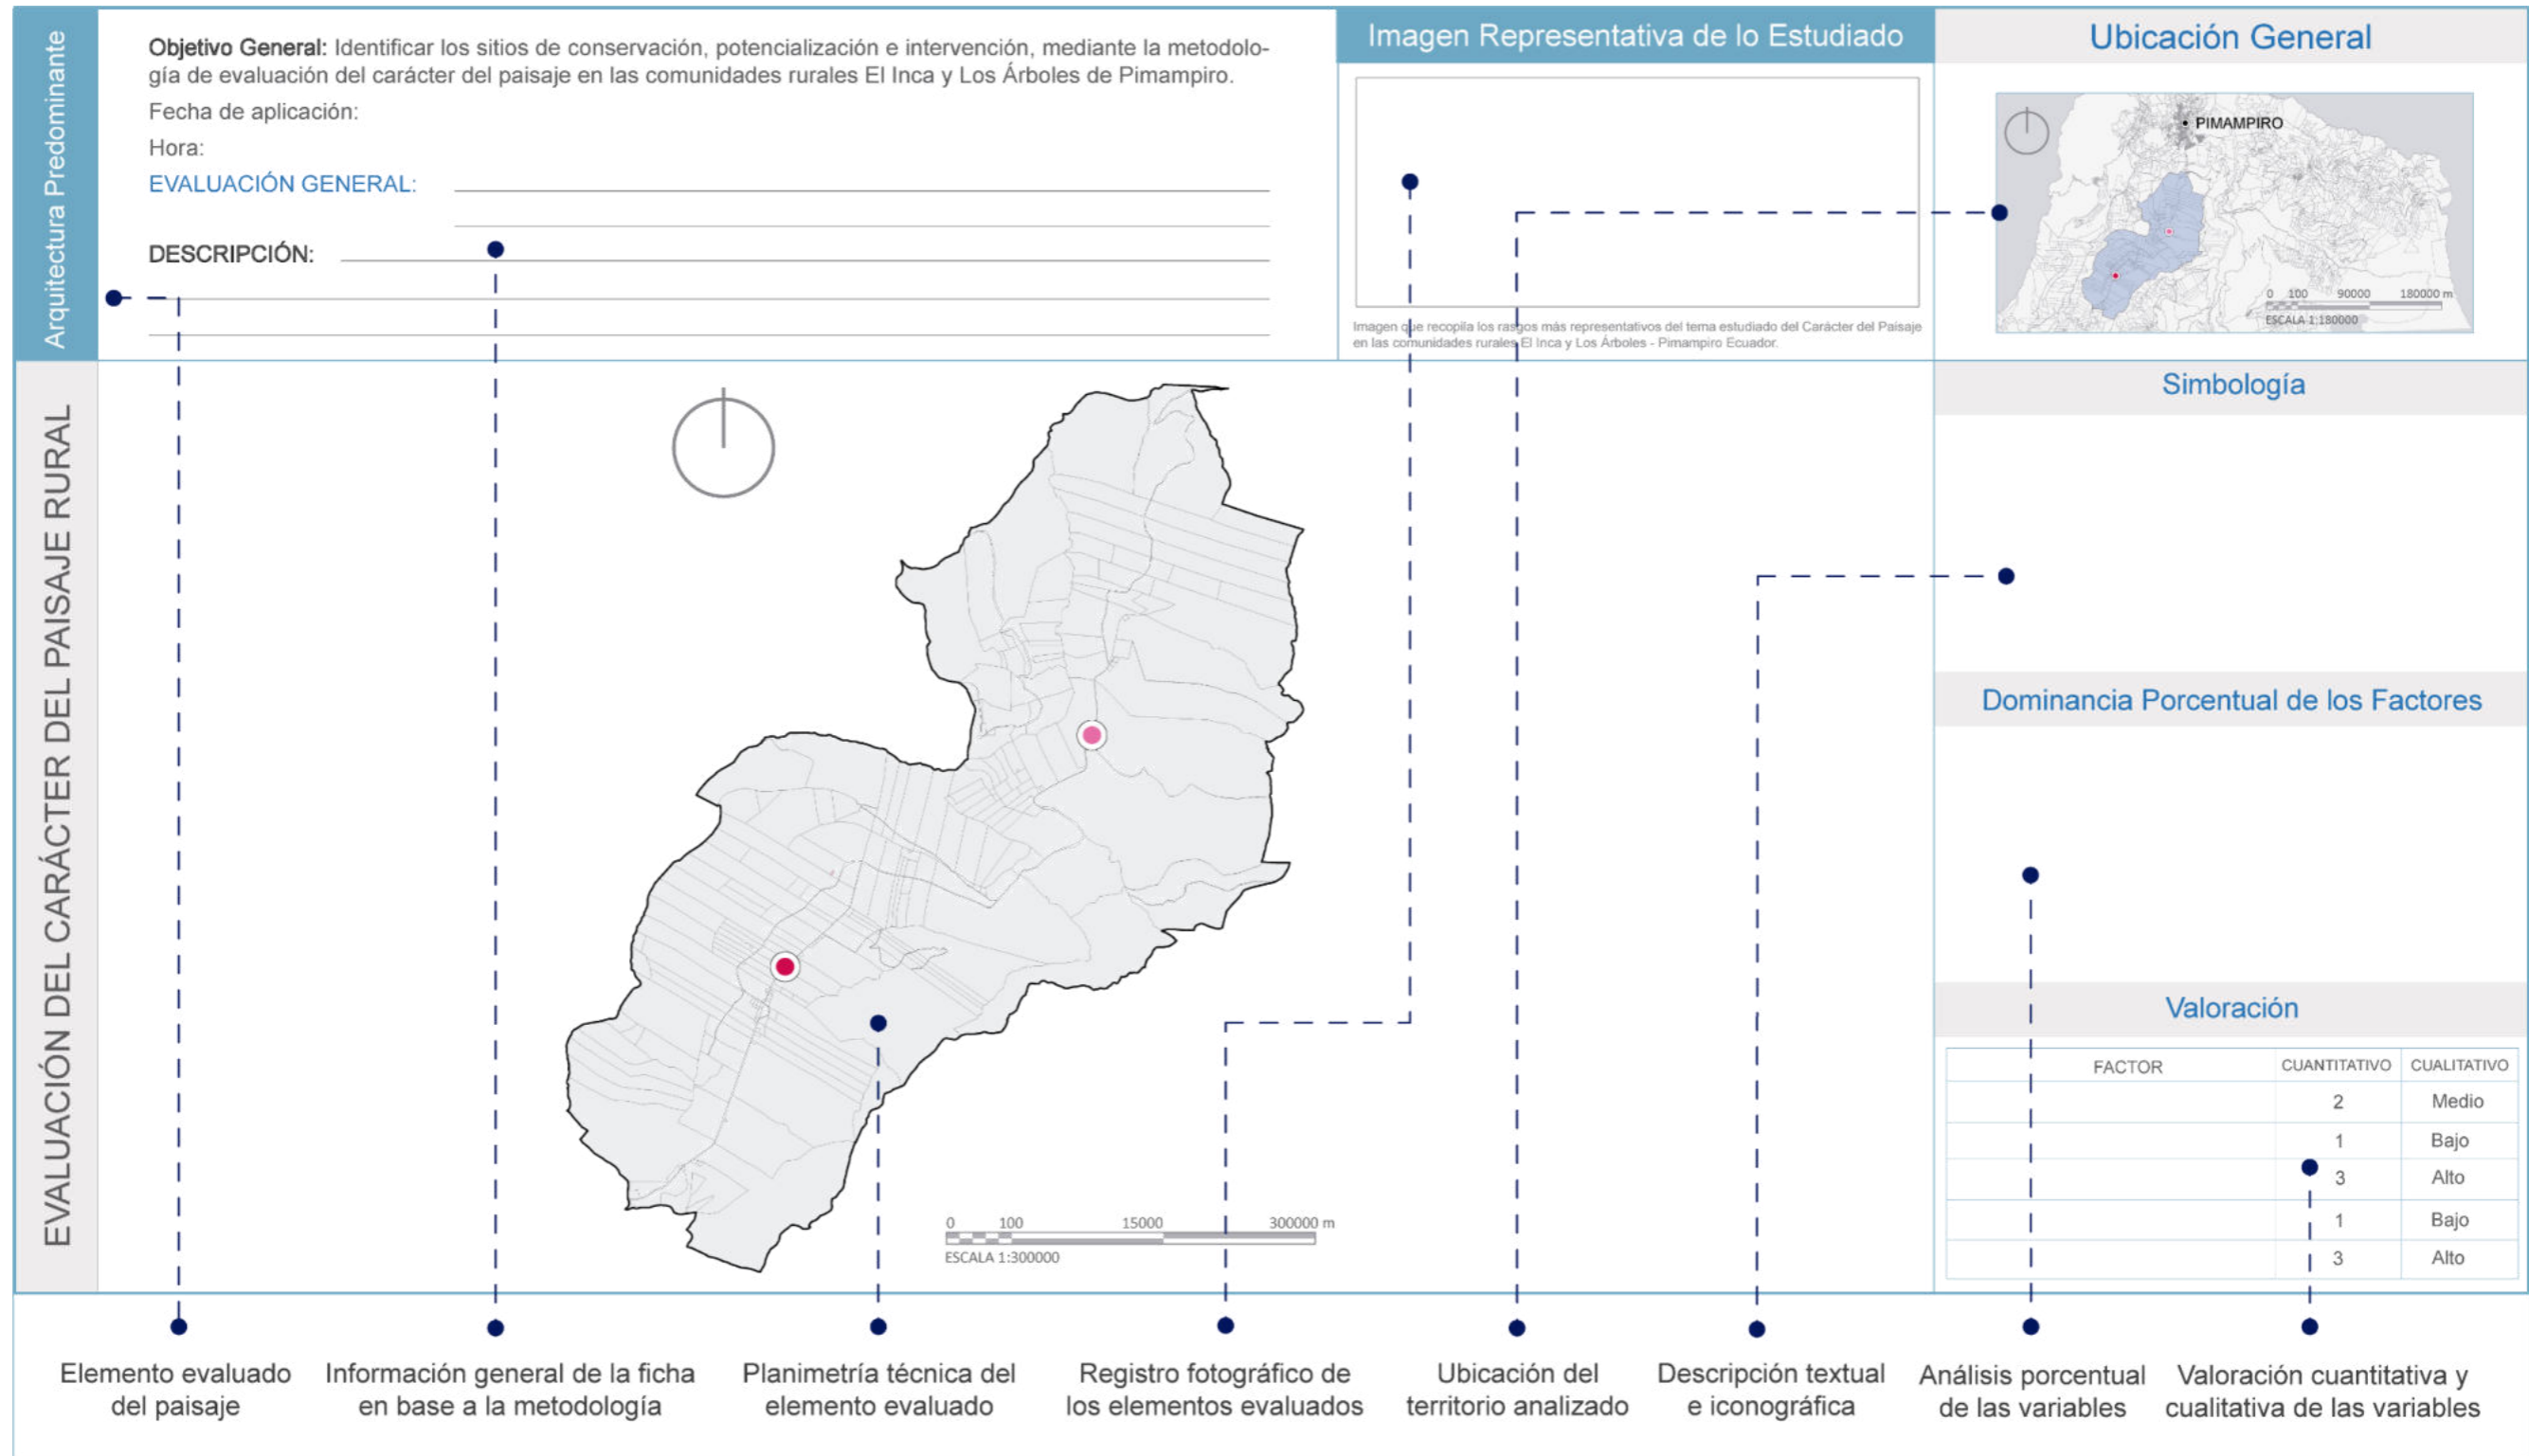 Arquitectura Predominante
Objetivo General: Identificar los sitios de conservación, potencialización e intervención, mediante la metodolo-
gía de evaluación del carácter del paisaje en las comunidades rurales El Inca y Los Árboles de Pimampiro.
Fecha de aplicación:
Hora:
EVALUACIÓN GENERAL:
DESCRIPCIÓN:
Imagen Representativa de lo Estudiado
Imagen que recopila los rasgos más representativos del tema estudiado del Carácter del Paisaje
en las comunidades rurales El Inca y Los Árboles - Pimampiro Ecuador.
Ubicación General
PIMAMPIRO
0 100 90000 180000 m
ESCALA 1:180000
EVALUACIÓN DEL CARÁCTER DEL PAISAJE RURAL
0 100 15000 300000 m
ESCALA 1:300000
Simbología
Dominancia Porcentual de los Factores
Valoración
FACTOR CUANTITATIVO CUALITATIVO
2 Medio
1 Bajo
3 Alto
1 Bajo
3 Alto
Elemento evaluado
del paisaje
Información general de la ficha
en base a la metodología
Planimetría técnica del
elemento evaluado
Registro fotográfico de
los elementos evaluados
Ubicación del
territorio analizado
Descripción textual
e iconográfica
Análisis porcentual
de las variables
Valoración cuantitativa y
cualitativa de las variables